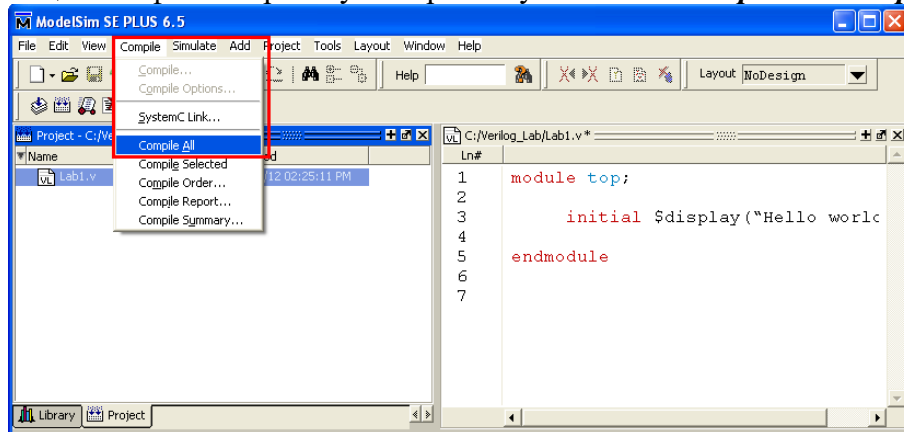 ModelSim SE PLUS 6.5
File Edit View Compile Simulate Add Project Tools Layout Window Help
Help Layout NoDesign
Compile...
Compile Options...
SystemC Link...
Compile All
Compile Selected
Compile Order...
Compile Report...
Compile Summary...
Project - C:/Ve
Name
Lab1.v /12 02:25:11 PM
C:/Verilog_Lab/Lab1.v *
Ln#
1 module top;
2
3 initial $display(“Hello worl
4
5 endmodule
6
7
Library Project